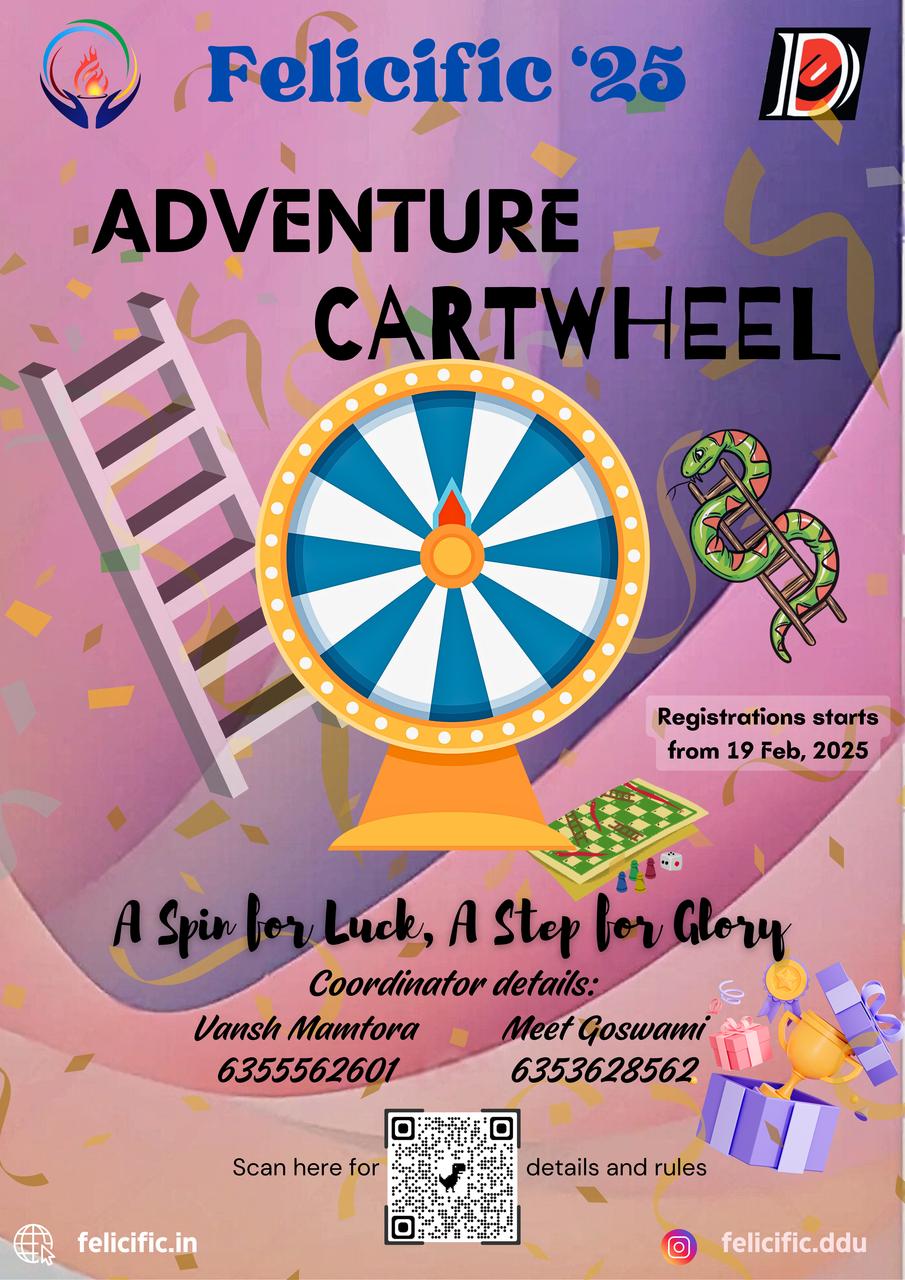 Felicific ‘25
ADVENTURE
CARTWHEEL
Registrations starts
from 19 Feb, 2025
A Spin for Luck, A Step for Glory
Coordinator details:
Vansh Mamtora
6355562601
Meet Goswami
6353628562
Scan here for
details and rules
felicific.in
felicific.ddu